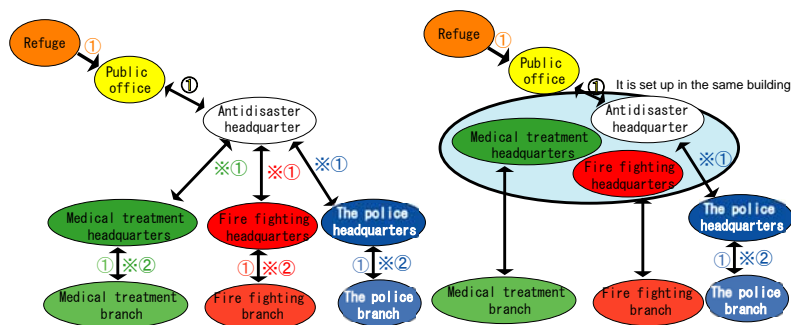 Refuge
①
Public
office
①
Antidisaster
headquarter
※①
※①
※①
Medical treatment
headquarters
Fire fighting
headquarters
The police
headquarters
①
※②
①
※②
①
※②
Medical treatment
branch
Fire fighting
branch
The police
branch
Refuge
①
Public
office
①
It is set up in the same building
Antidisaster
headquarter
Medical treatment
headquarters
Fire fighting
headquarters
※①
The police
headquarters
①
※②
Medical treatment
branch
Fire fighting
branch
The police
branch